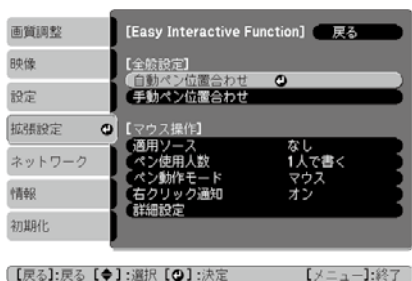 画質調整
映像
設定
拡張設定
ネットワーク
情報
初期化
[Easy Interactive Function] 戻る
[全般設定]
自動ペン位置合わせ
手動ペン位置合わせ
[マウス操作]
適用ソース なし
ペン使用人数 1人で書く
ペン動作モード マウス
右クリック通知 オン
詳細設定
[戻る]:戻る [◆]:選択 [⏎]:決定 [メニュー]:終了